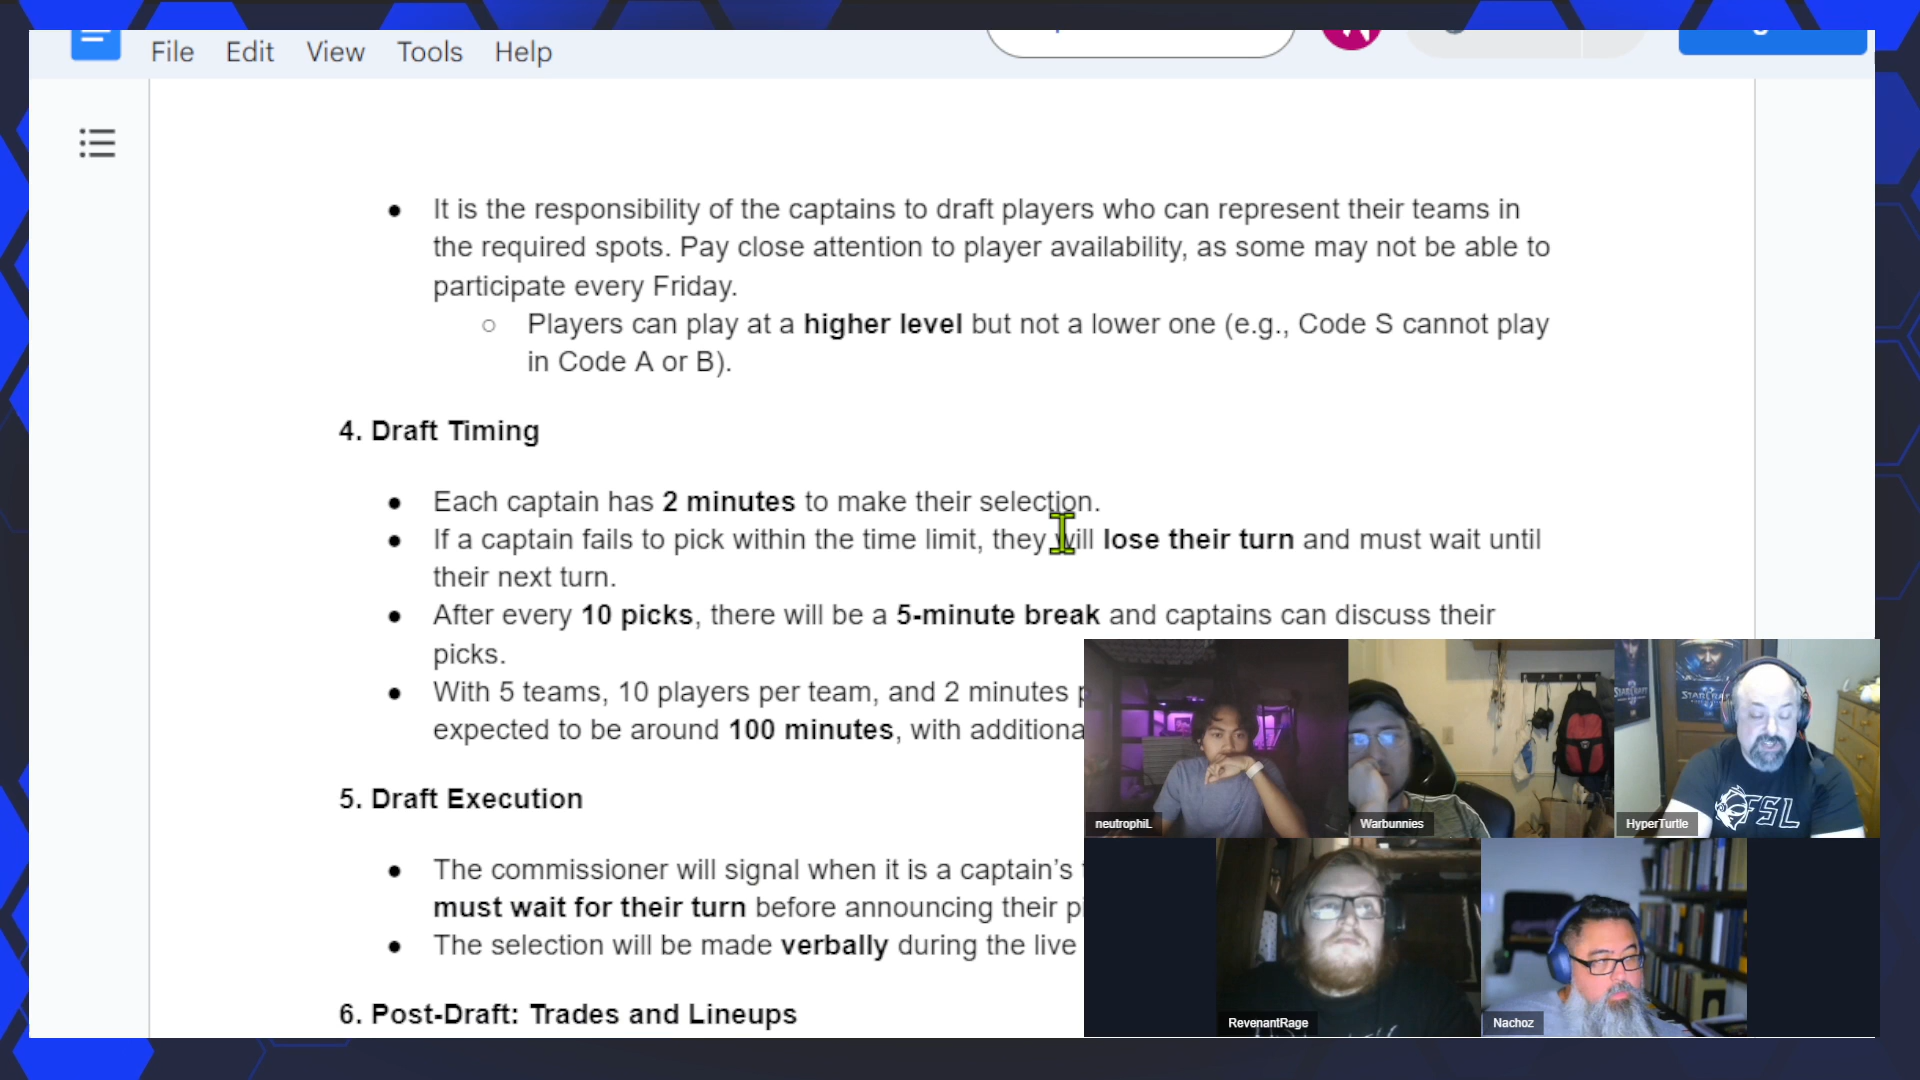 File Edit View Tools Help
● It is the responsibility of the captains to draft players who can represent their teams in
the required spots. Pay close attention to player availability, as some may not be able to
participate every Friday.
○ Players can play at a higher level but not a lower one (e.g., Code S cannot play
in Code A or B).
4. Draft Timing
● Each captain has 2 minutes to make their selection.
● If a captain fails to pick within the time limit, they will lose their turn and must wait until
their next turn.
● After every 10 picks, there will be a 5-minute break and captains can discuss their
picks.
● With 5 teams, 10 players per team, and 2 minutes
expected to be around 100 minutes, with additiona
5. Draft Execution
● The commissioner will signal when it is a captain's
must wait for their turn before announcing their
● The selection will be made verbally during the live
6. Post-Draft: Trades and Lineups
STARCRAFT
FSL
neutrophiL
Warbunnies
HyperTurtle
RevenantRage
Nachoz